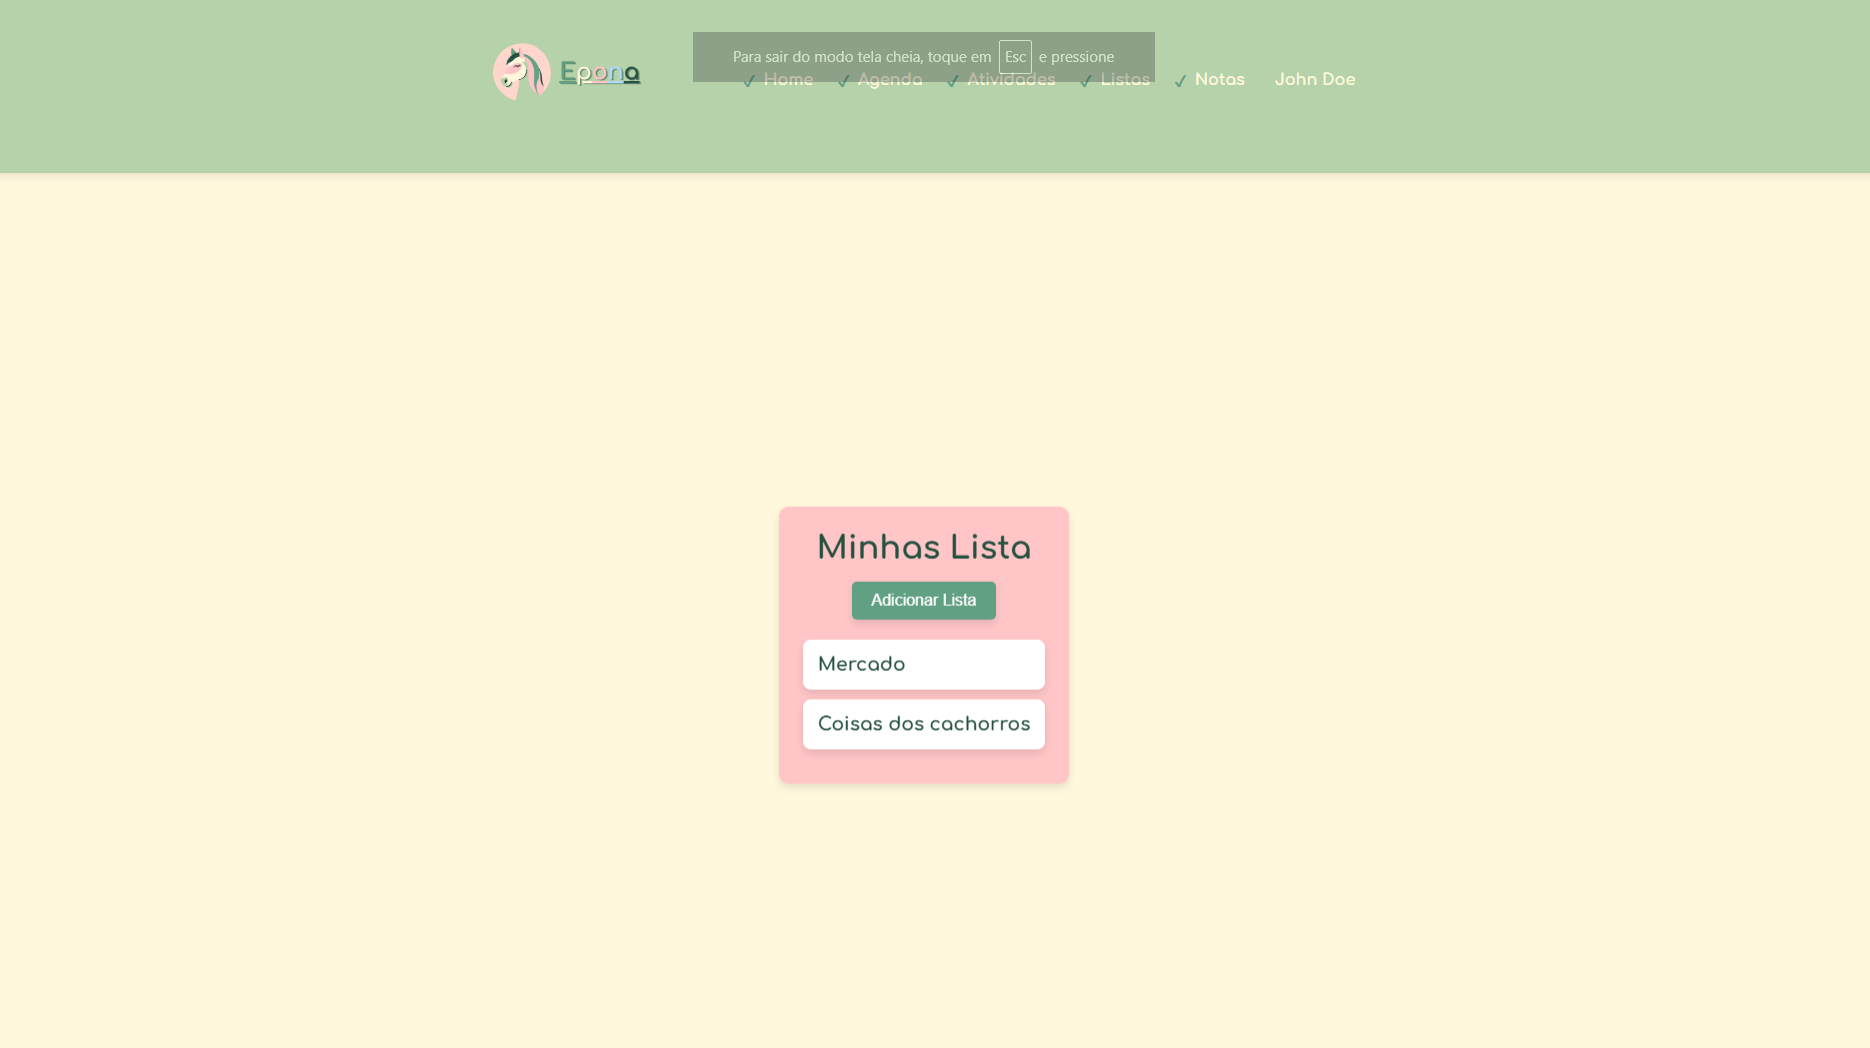 Epona
Para sair do modo tela cheia, toque em Esc e pressione
Home Agenda Atividades Listas Notas John Doe
Minhas Lista
Adicionar Lista
Mercado
Coisas dos cachorros